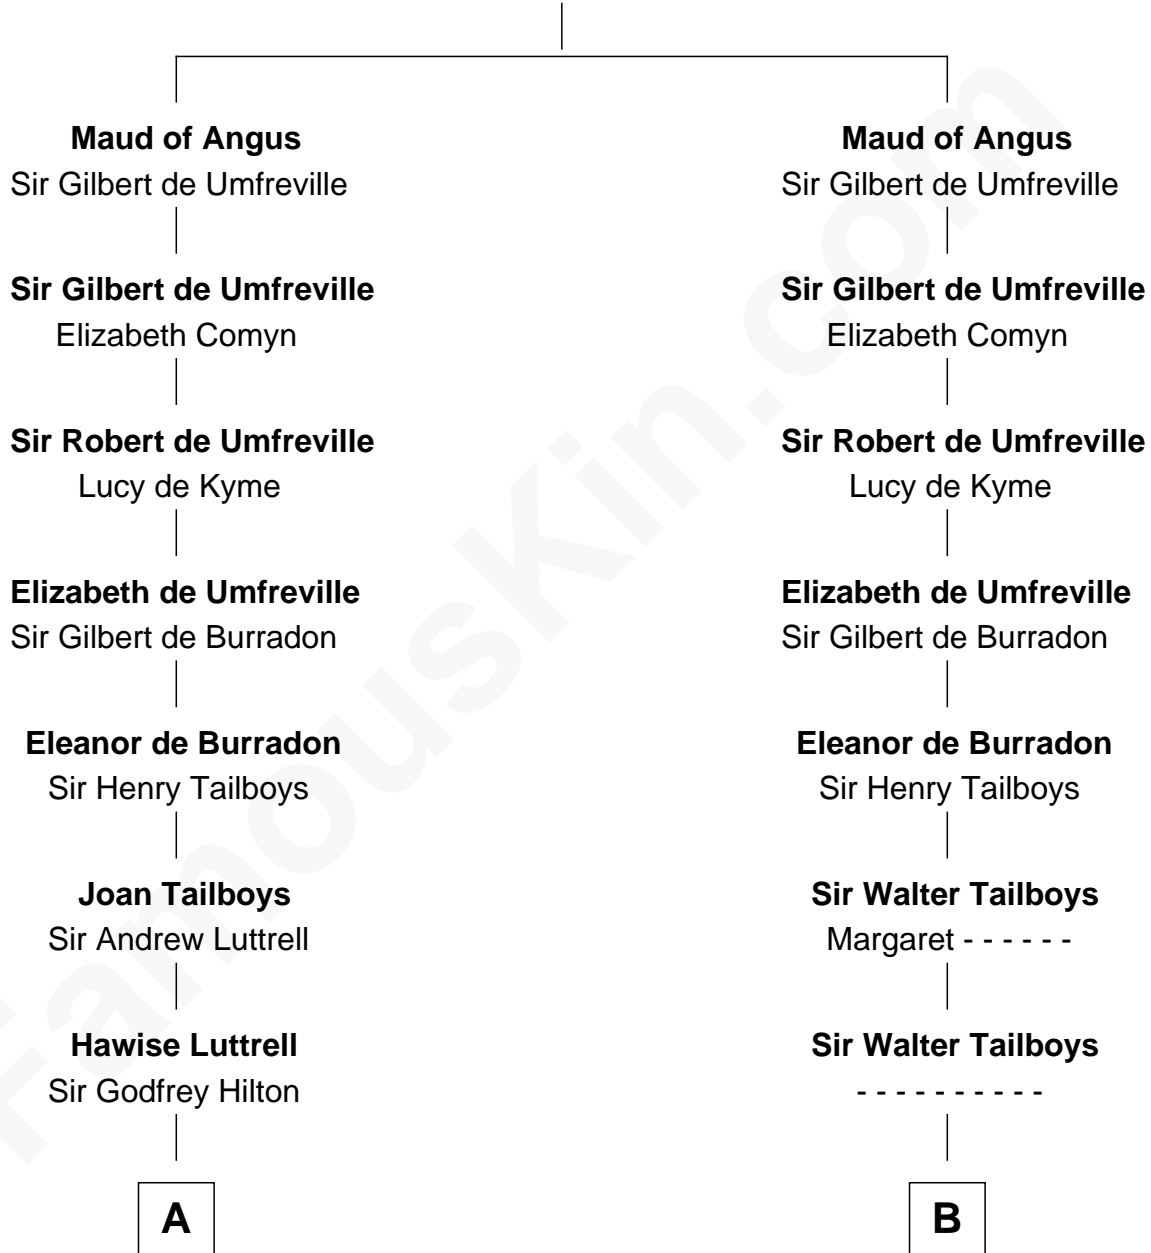 Maud of Angus
Sir Gilbert de Umfreville
Sir Gilbert de Umfreville
Elizabeth Comyn
Sir Robert de Umfreville
Lucy de Kyme
Elizabeth de Umfreville
Sir Gilbert de Burradon
Eleanor de Burradon
Sir Henry Tailboys
Joan Tailboys
Sir Andrew Luttrell
Hawise Luttrell
Sir Godfrey Hilton
A
Maud of Angus
Sir Gilbert de Umfreville
Sir Gilbert de Umfreville
Elizabeth Comyn
Sir Robert de Umfreville
Lucy de Kyme
Elizabeth de Umfreville
Sir Gilbert de Burradon
Eleanor de Burradon
Sir Henry Tailboys
Sir Walter Tailboys
Margaret - - - - - -
Sir Walter Tailboys
- - - - - - - - - -
B
FamousKin.com